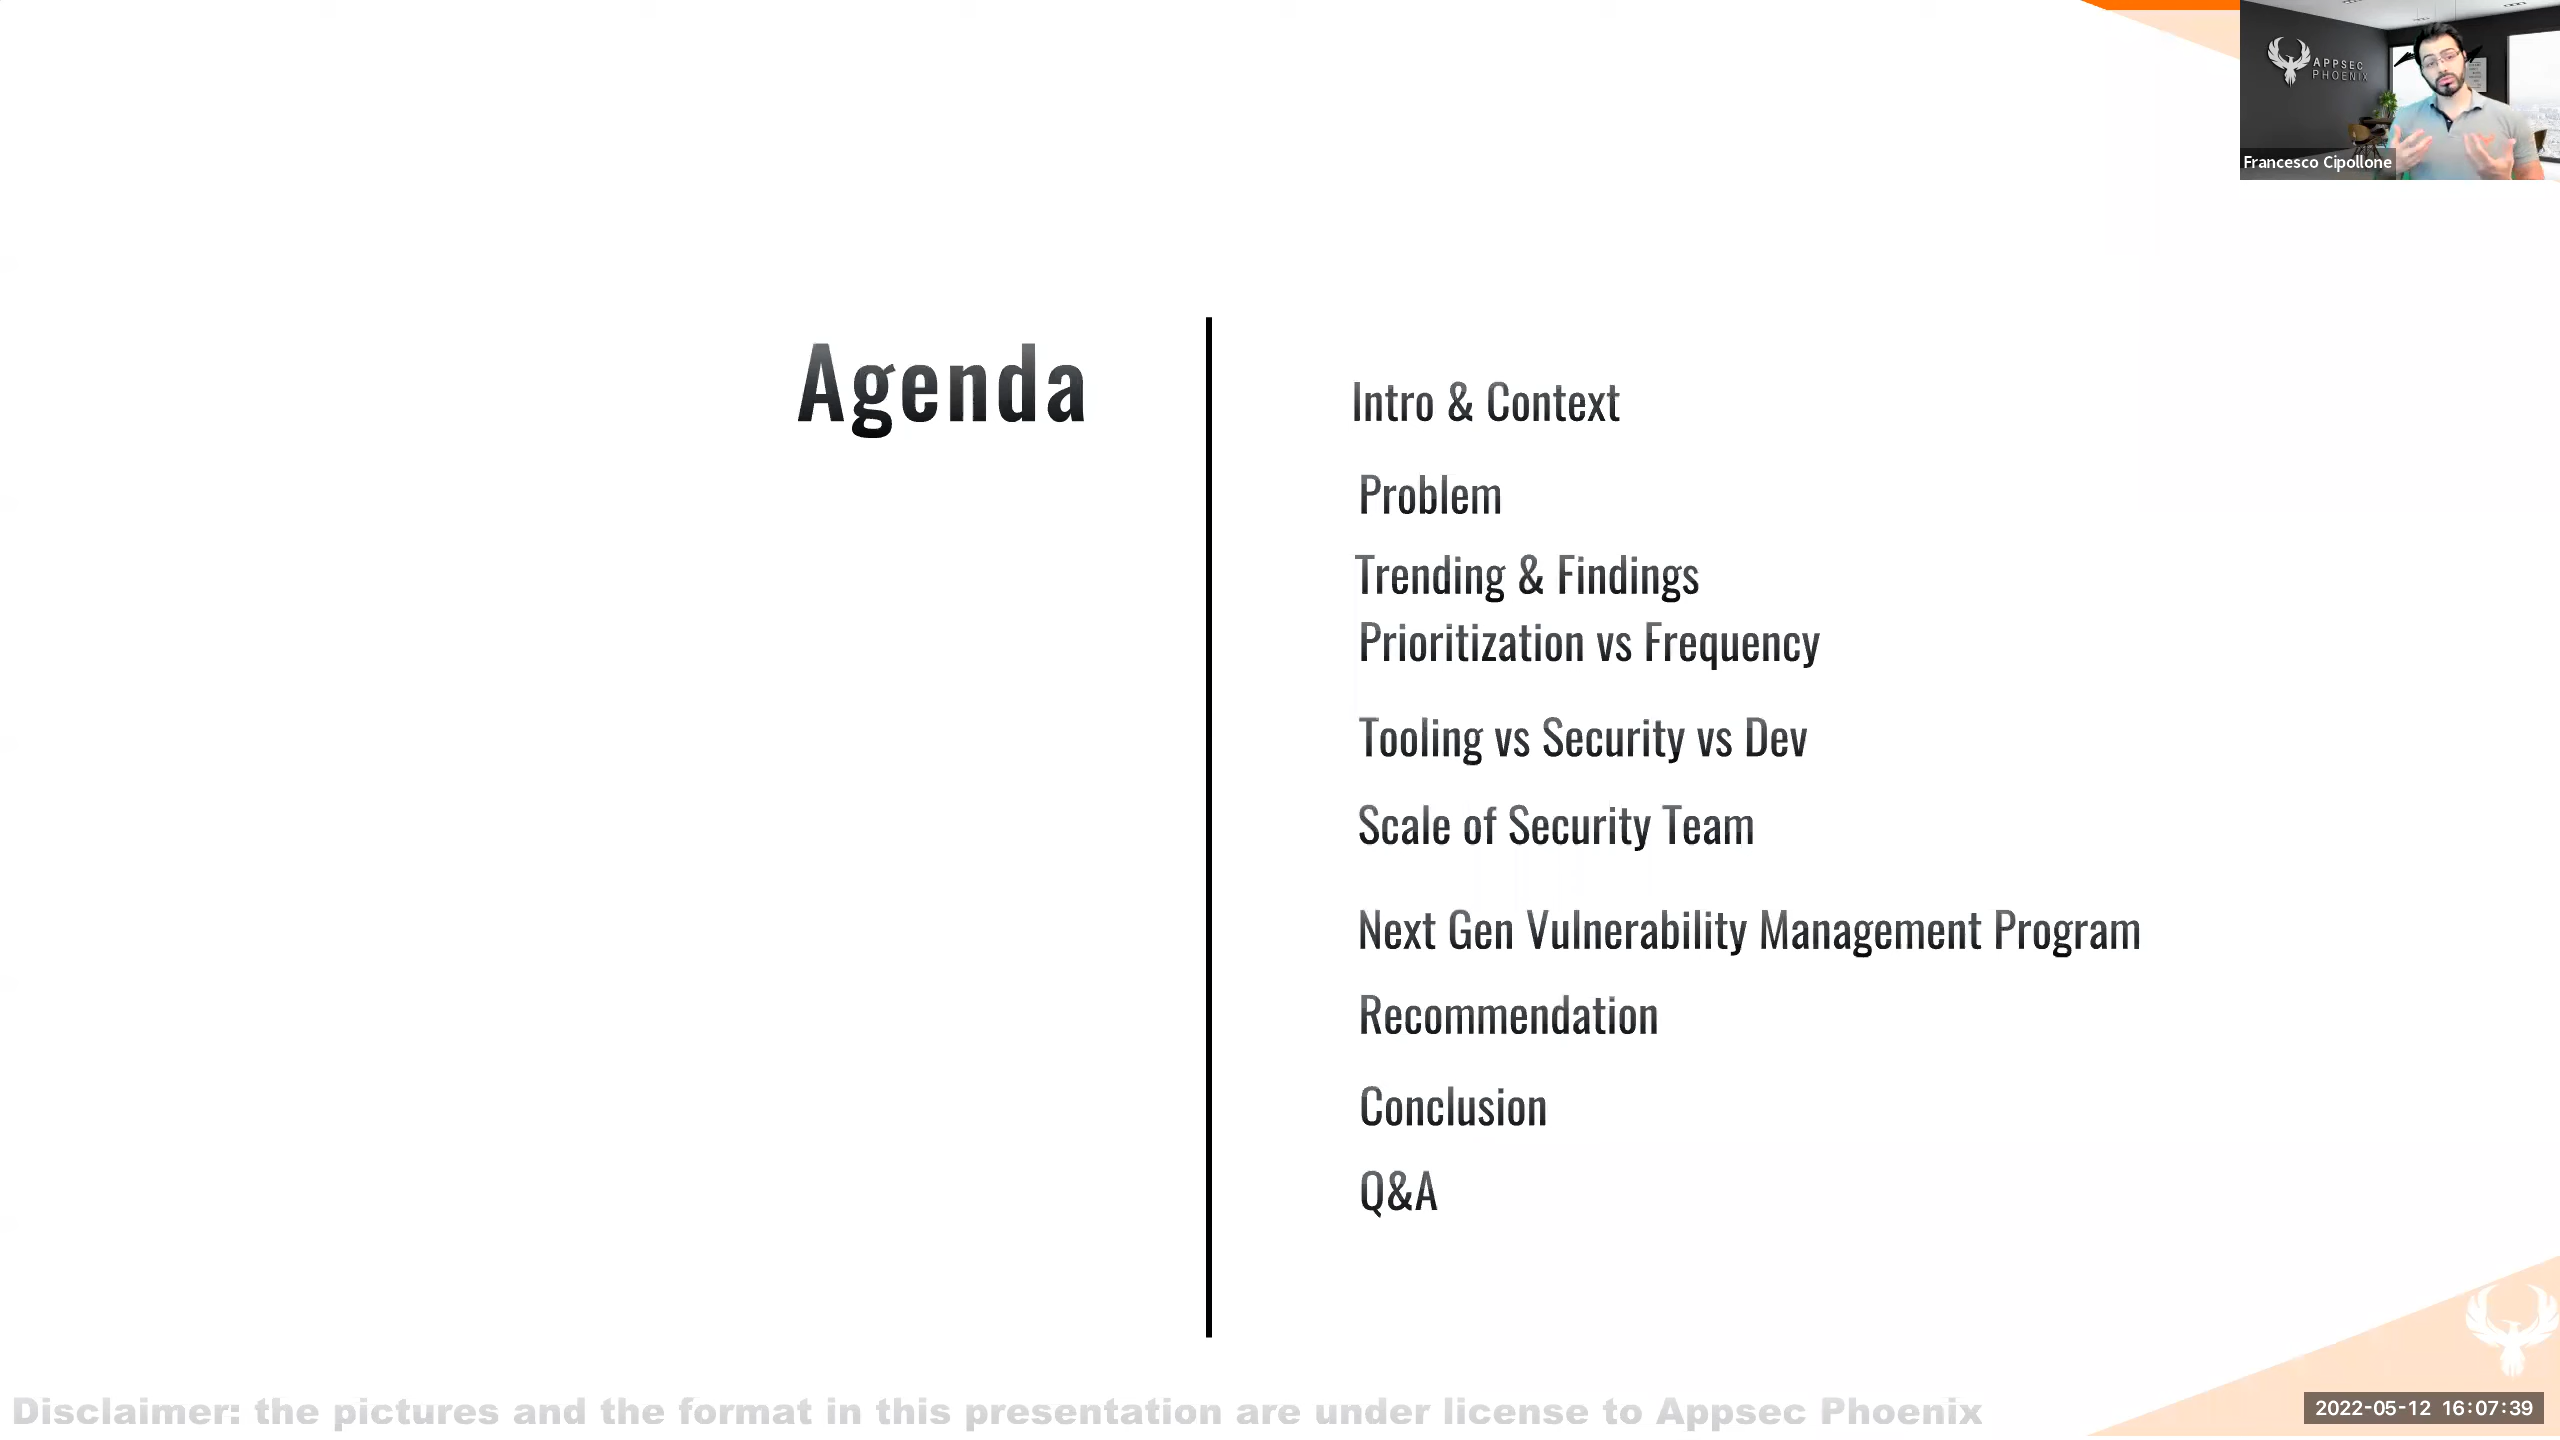 APPSEC
PHOENIX
Francesco Cipollone
Agenda
Intro & Context
Problem
Trending & Findings
Prioritization vs Frequency
Tooling vs Security vs Dev
Scale of Security Team
Next Gen Vulnerability Management Program
Recommendation
Conclusion
Q&A
Disclaimer: the pictures and the format in this presentation are under license to Appsec Phoenix
2022-05-12 16:07:39